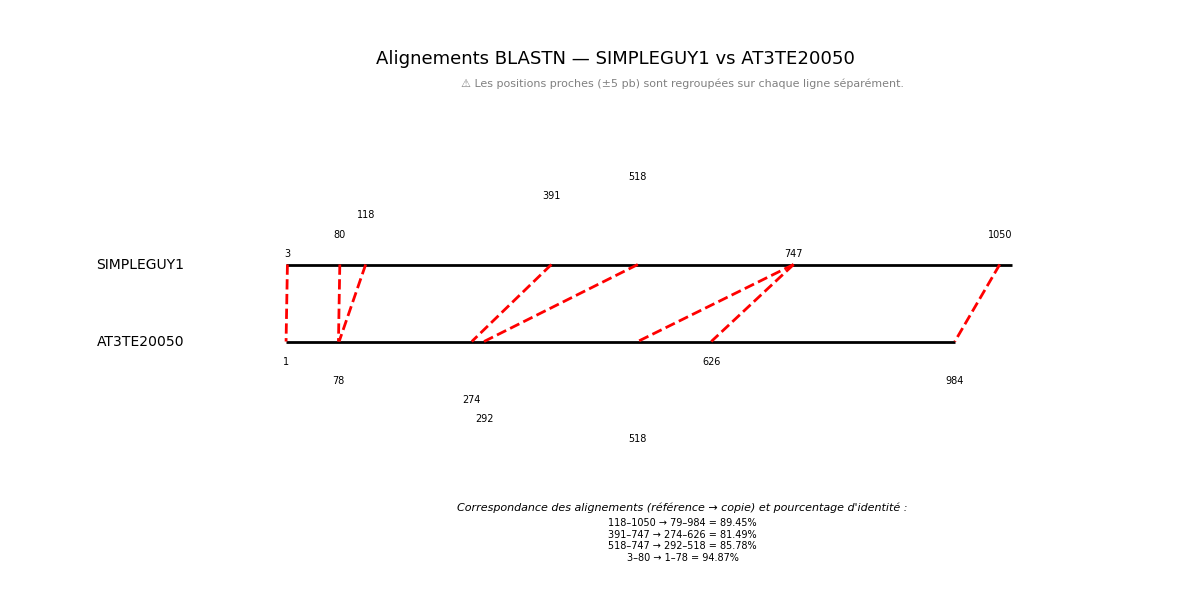 Alignements BLASTN — SIMPLEGUY1 vs AT3TE20050
⚠ Les positions proches (±5 pb) sont regroupées sur chaque ligne séparément.
518
391
118
80
1050
3
747
SIMPLEGUY1
AT3TE20050
1
626
78
984
274
292
518
Correspondance des alignements (référence → copie) et pourcentage d'identité :
118–1050 → 79–984 = 89.45%
391–747 → 274–626 = 81.49%
518–747 → 292–518 = 85.78%
3–80 → 1–78 = 94.87%